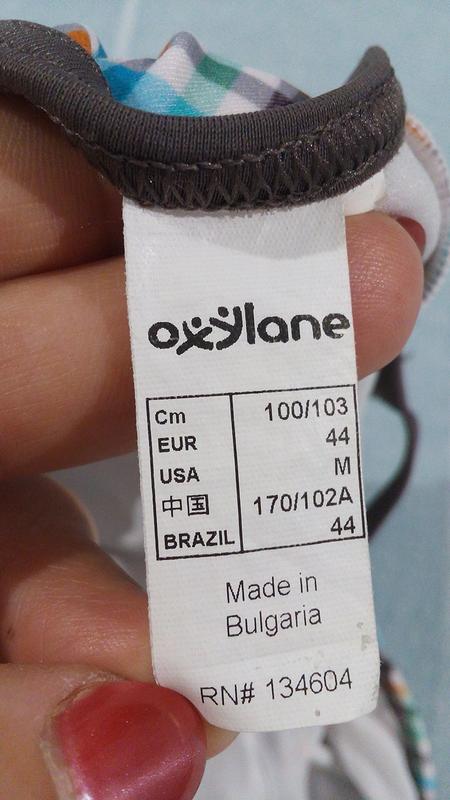 oxylane
Cm 100/103
EUR 44
USA M
中国 170/102A
BRAZIL 44
Made in
Bulgaria
RN# 134604